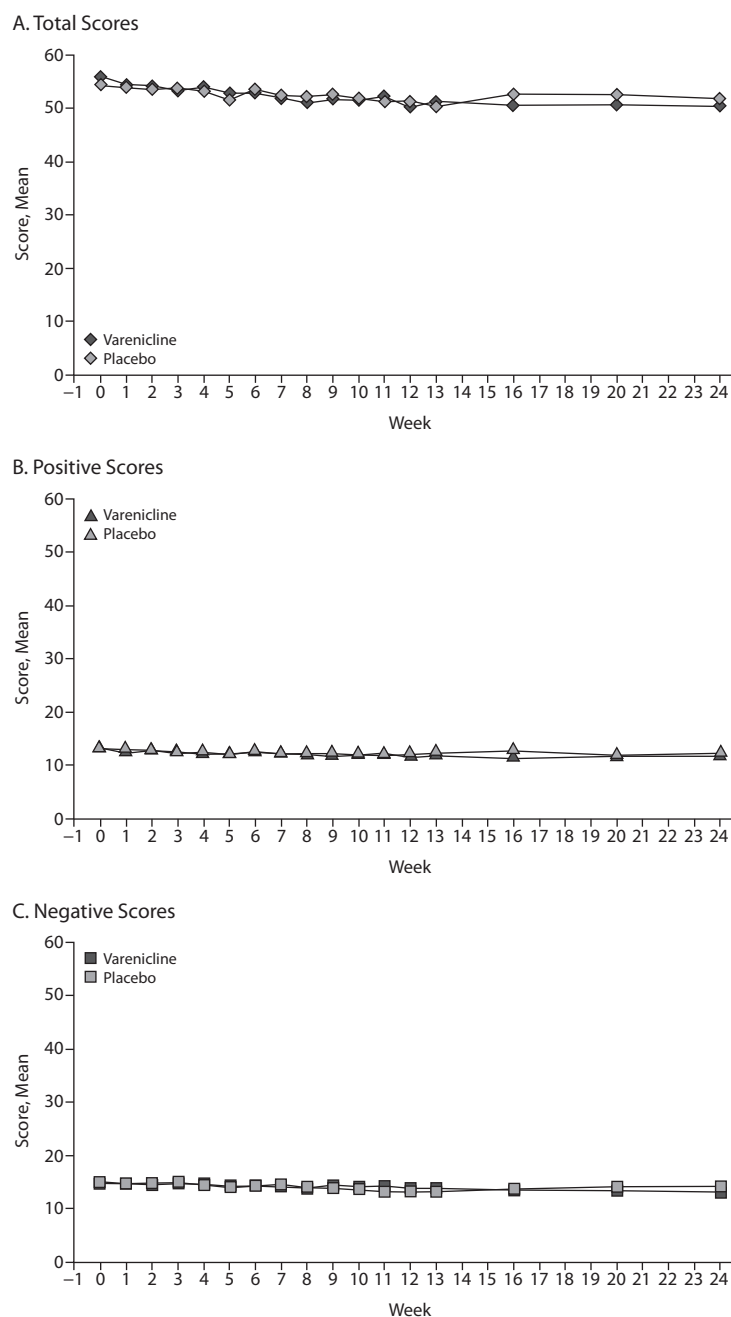 A. Total Scores
60
50
40
30
20
10
0
Score, Mean
Varenicline
Placebo
−1 0 1 2 3 4 5 6 7 8 9 10 11 12 13 14 15 16 17 18 19 20 21 22 23 24
Week
B. Positive Scores
60
50
40
30
20
10
0
Score, Mean
Varenicline
Placebo
−1 0 1 2 3 4 5 6 7 8 9 10 11 12 13 14 15 16 17 18 19 20 21 22 23 24
Week
C. Negative Scores
60
50
40
30
20
10
0
Score, Mean
Varenicline
Placebo
−1 0 1 2 3 4 5 6 7 8 9 10 11 12 13 14 15 16 17 18 19 20 21 22 23 24
Week